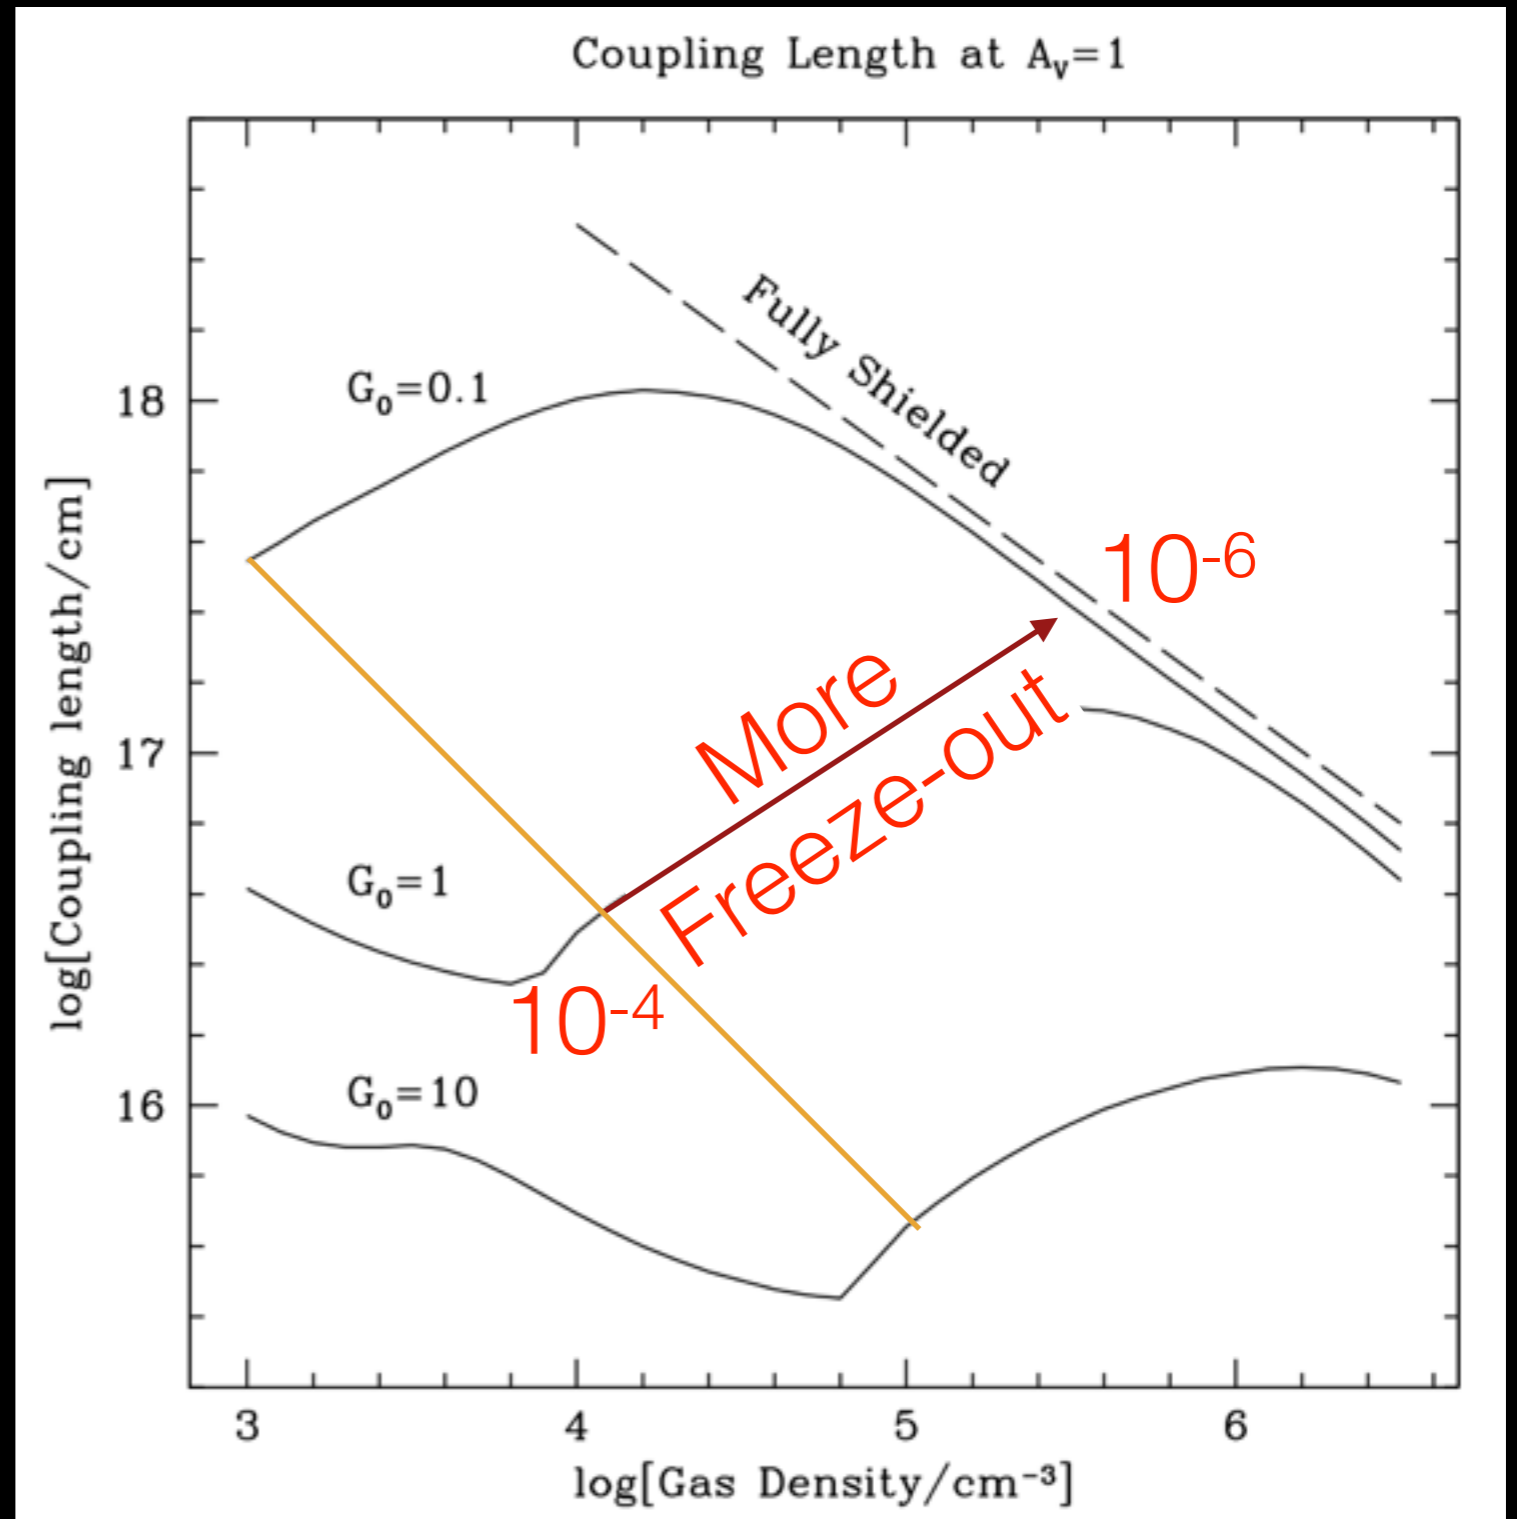 Coupling Length at Aᵥ=1
log[Coupling length/cm]
18
17
16
G₀=0.1
Fully Shielded
10⁻⁶
More
Freeze-out
G₀=1
10⁻⁴
G₀=10
3 4 5 6
log[Gas Density/cm⁻³]